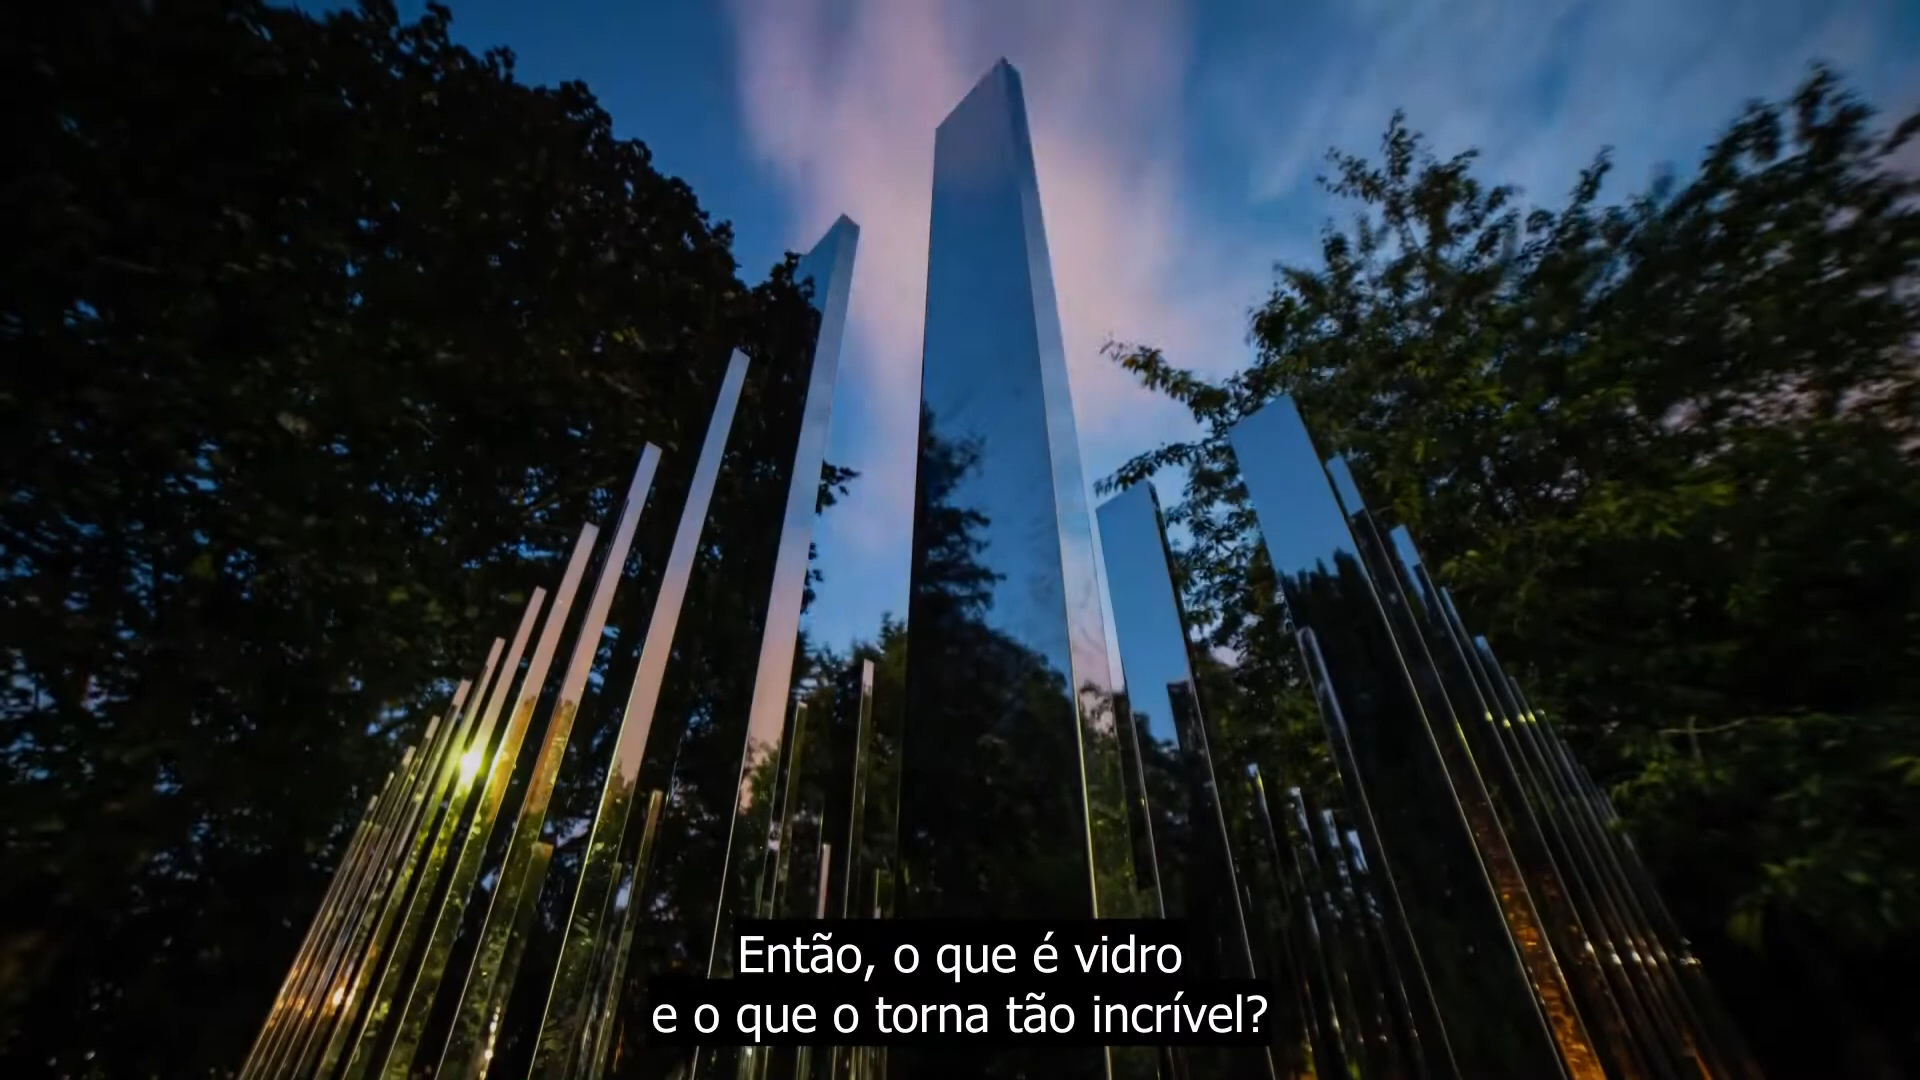 Então, o que é vidro
e o que o torna tão incrível?